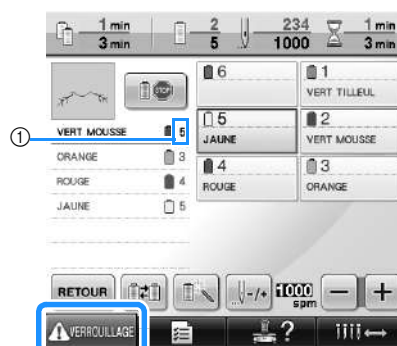 1 min
3 min
2
5
234
1000
1 min
3 min
①
VERT MOUSSE 5
ORANGE 3
ROUGE 4
JAUNE 5
6
1
VERT TILLEUL
5
JAUNE
2
VERT MOUSSE
4
ROUGE
3
ORANGE
STOP
RETOUR
-/+
1000
spm
−
+
VERROUILLAGE
?